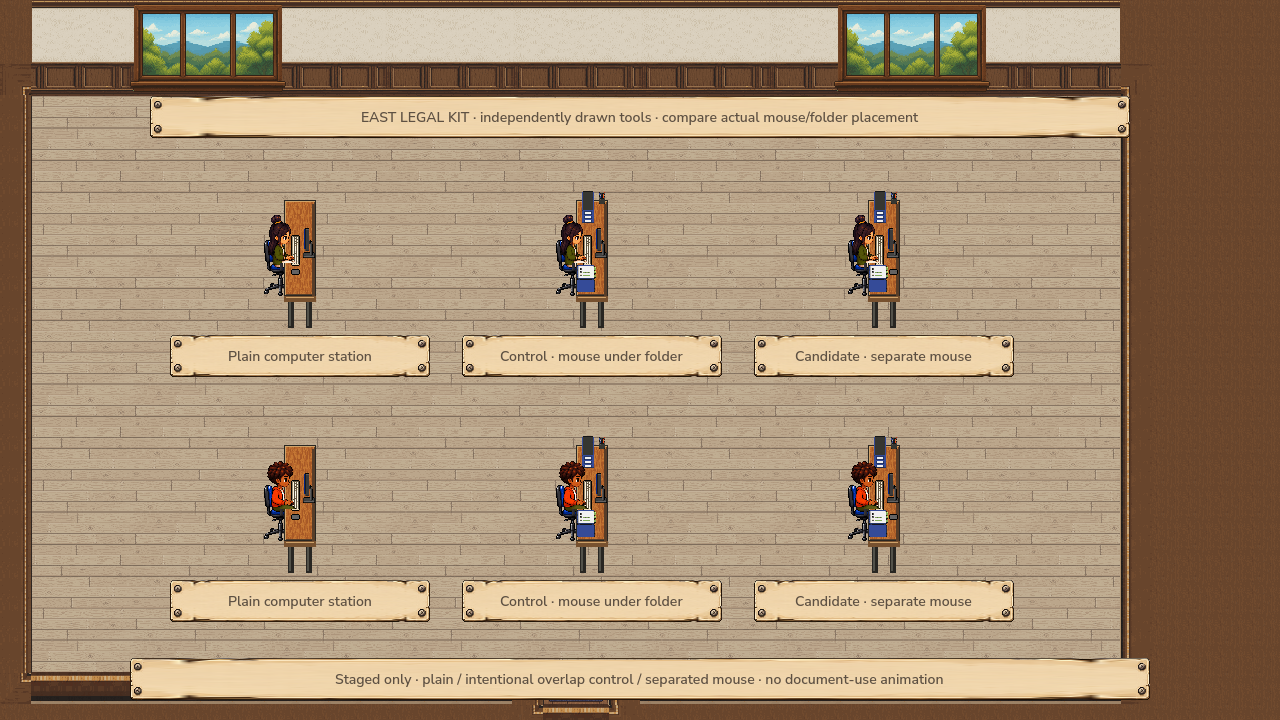 EAST LEGAL KIT · independently drawn tools · compare actual mouse/folder placement
Plain computer station
Control · mouse under folder
Candidate · separate mouse
Plain computer station
Control · mouse under folder
Candidate · separate mouse
Staged only · plain / intentional overlap control / separated mouse · no document-use animation